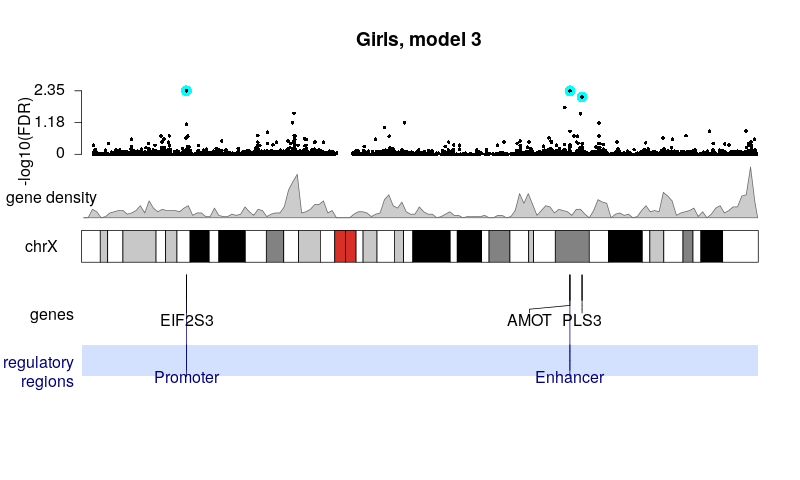 Girls, model 3
2.35
1.18
0
-log10(FDR)
gene density
chrX
genes
EIF2S3
AMOT
PLS3
regulatory
regions
Promoter
Enhancer